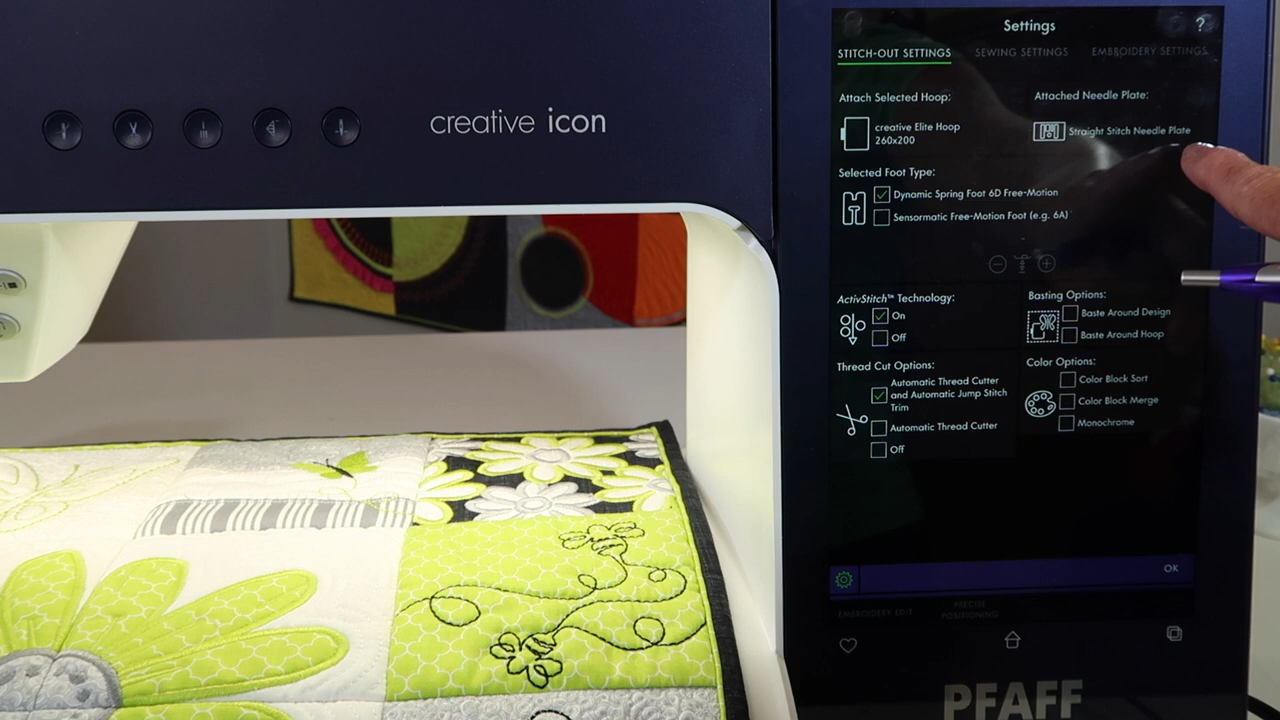 creative icon
Settings
?
STITCH-OUT SETTINGS SEWING SETTINGS EMBROIDERY SETTINGS
Attach Selected Hoop:
creative Elite Hoop
260x200
Attached Needle Plate:
Straight Stitch Needle Plate
Selected Foot Type:
Dynamic Spring Foot 6D Free-Motion
Sensormatic Free-Motion Foot (e.g. 6A)
ActivStitch™ Technology:
On
Off
Basting Options:
Baste Around Design
Baste Around Hoop
Thread Cut Options:
Automatic Thread Cutter
and Automatic Jump Stitch
Trim
Automatic Thread Cutter
Off
Color Options:
Color Block Sort
Color Block Merge
Monochrome
OK
EMBROIDERY EDIT
PRECISE
POSITIONING
PFAFF